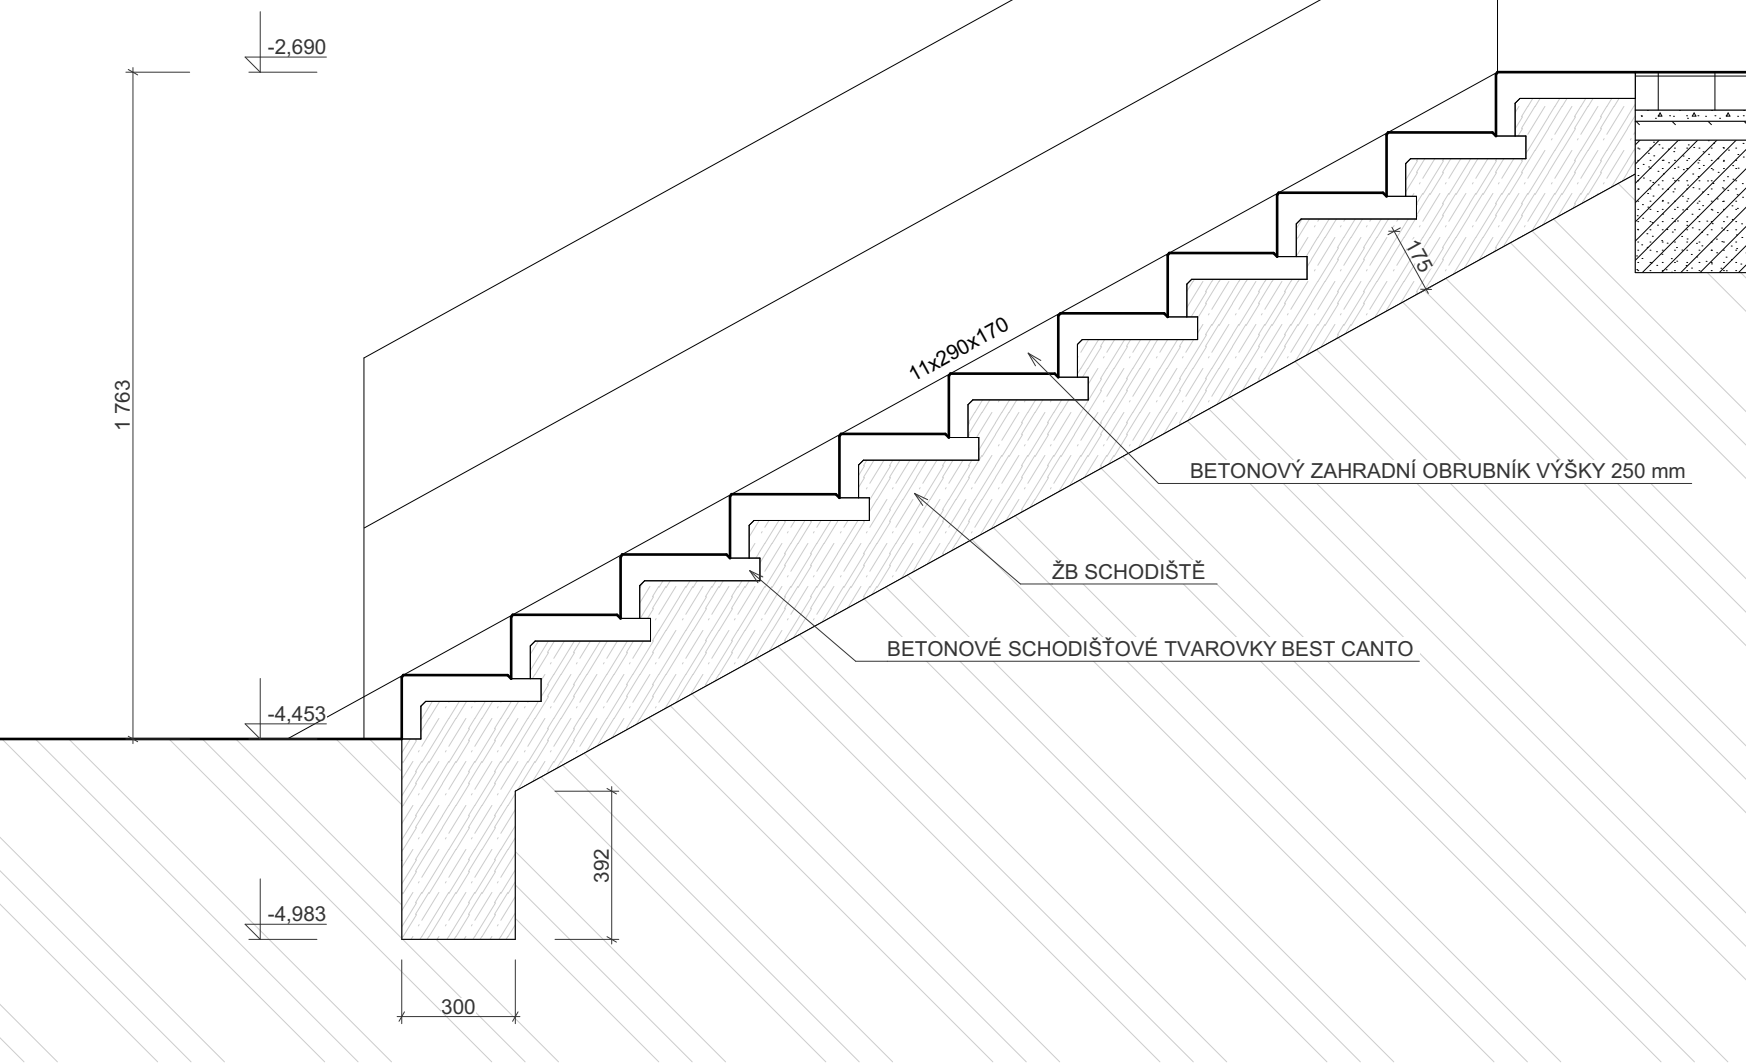 -2,690
175
11x290x170
1 763
BETONOVÝ ZAHRADNÍ OBRUBNÍK VÝŠKY 250 mm
ŽB SCHODIŠTĚ
BETONOVÉ SCHODIŠŤOVÉ TVAROVKY BEST CANTO
-4,453
392
-4,983
300